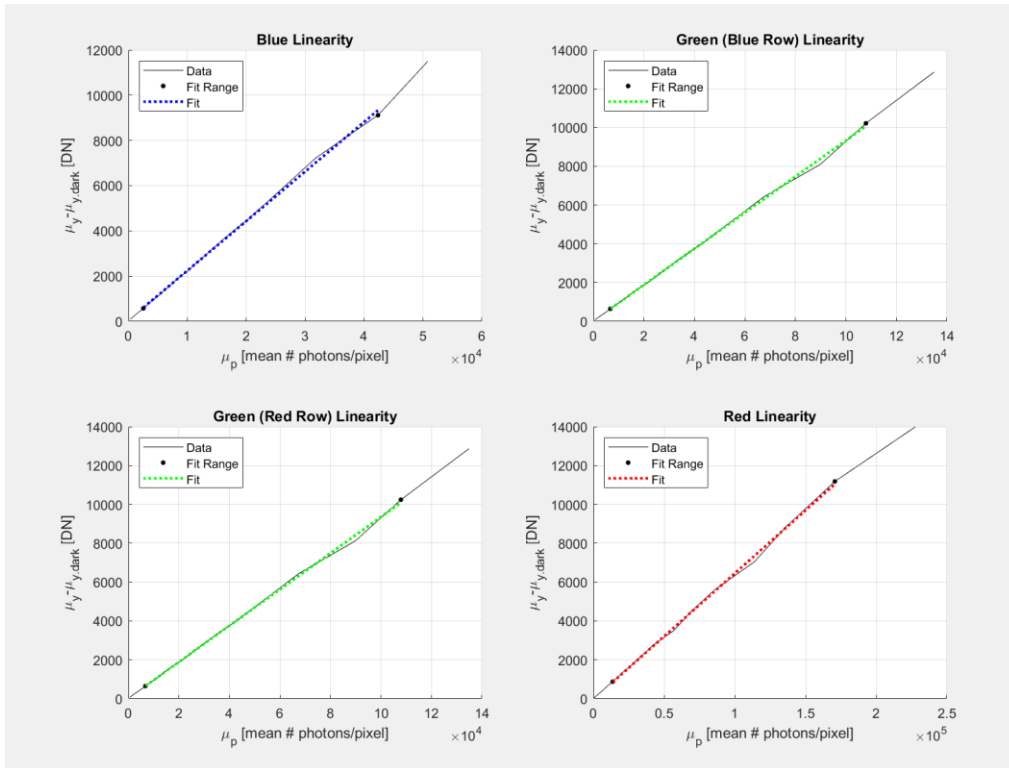 Blue Linearity
12000
10000
8000
6000
4000
2000
0
μy-μy.dark [DN]
Data
Fit Range
Fit
0 1 2 3 4 5 6
μp [mean # photons/pixel] ×10^4
Green (Blue Row) Linearity
14000
12000
10000
8000
6000
4000
2000
0
μy-μy.dark [DN]
Data
Fit Range
Fit
0 2 4 6 8 10 12 14
μp [mean # photons/pixel] ×10^4
Green (Red Row) Linearity
14000
12000
10000
8000
6000
4000
2000
0
μy-μy.dark [DN]
Data
Fit Range
Fit
0 2 4 6 8 10 12 14
μp [mean # photons/pixel] ×10^4
Red Linearity
14000
12000
10000
8000
6000
4000
2000
0
μy-μy.dark [DN]
Data
Fit Range
Fit
0 0.5 1 1.5 2 2.5
μp [mean # photons/pixel] ×10^5